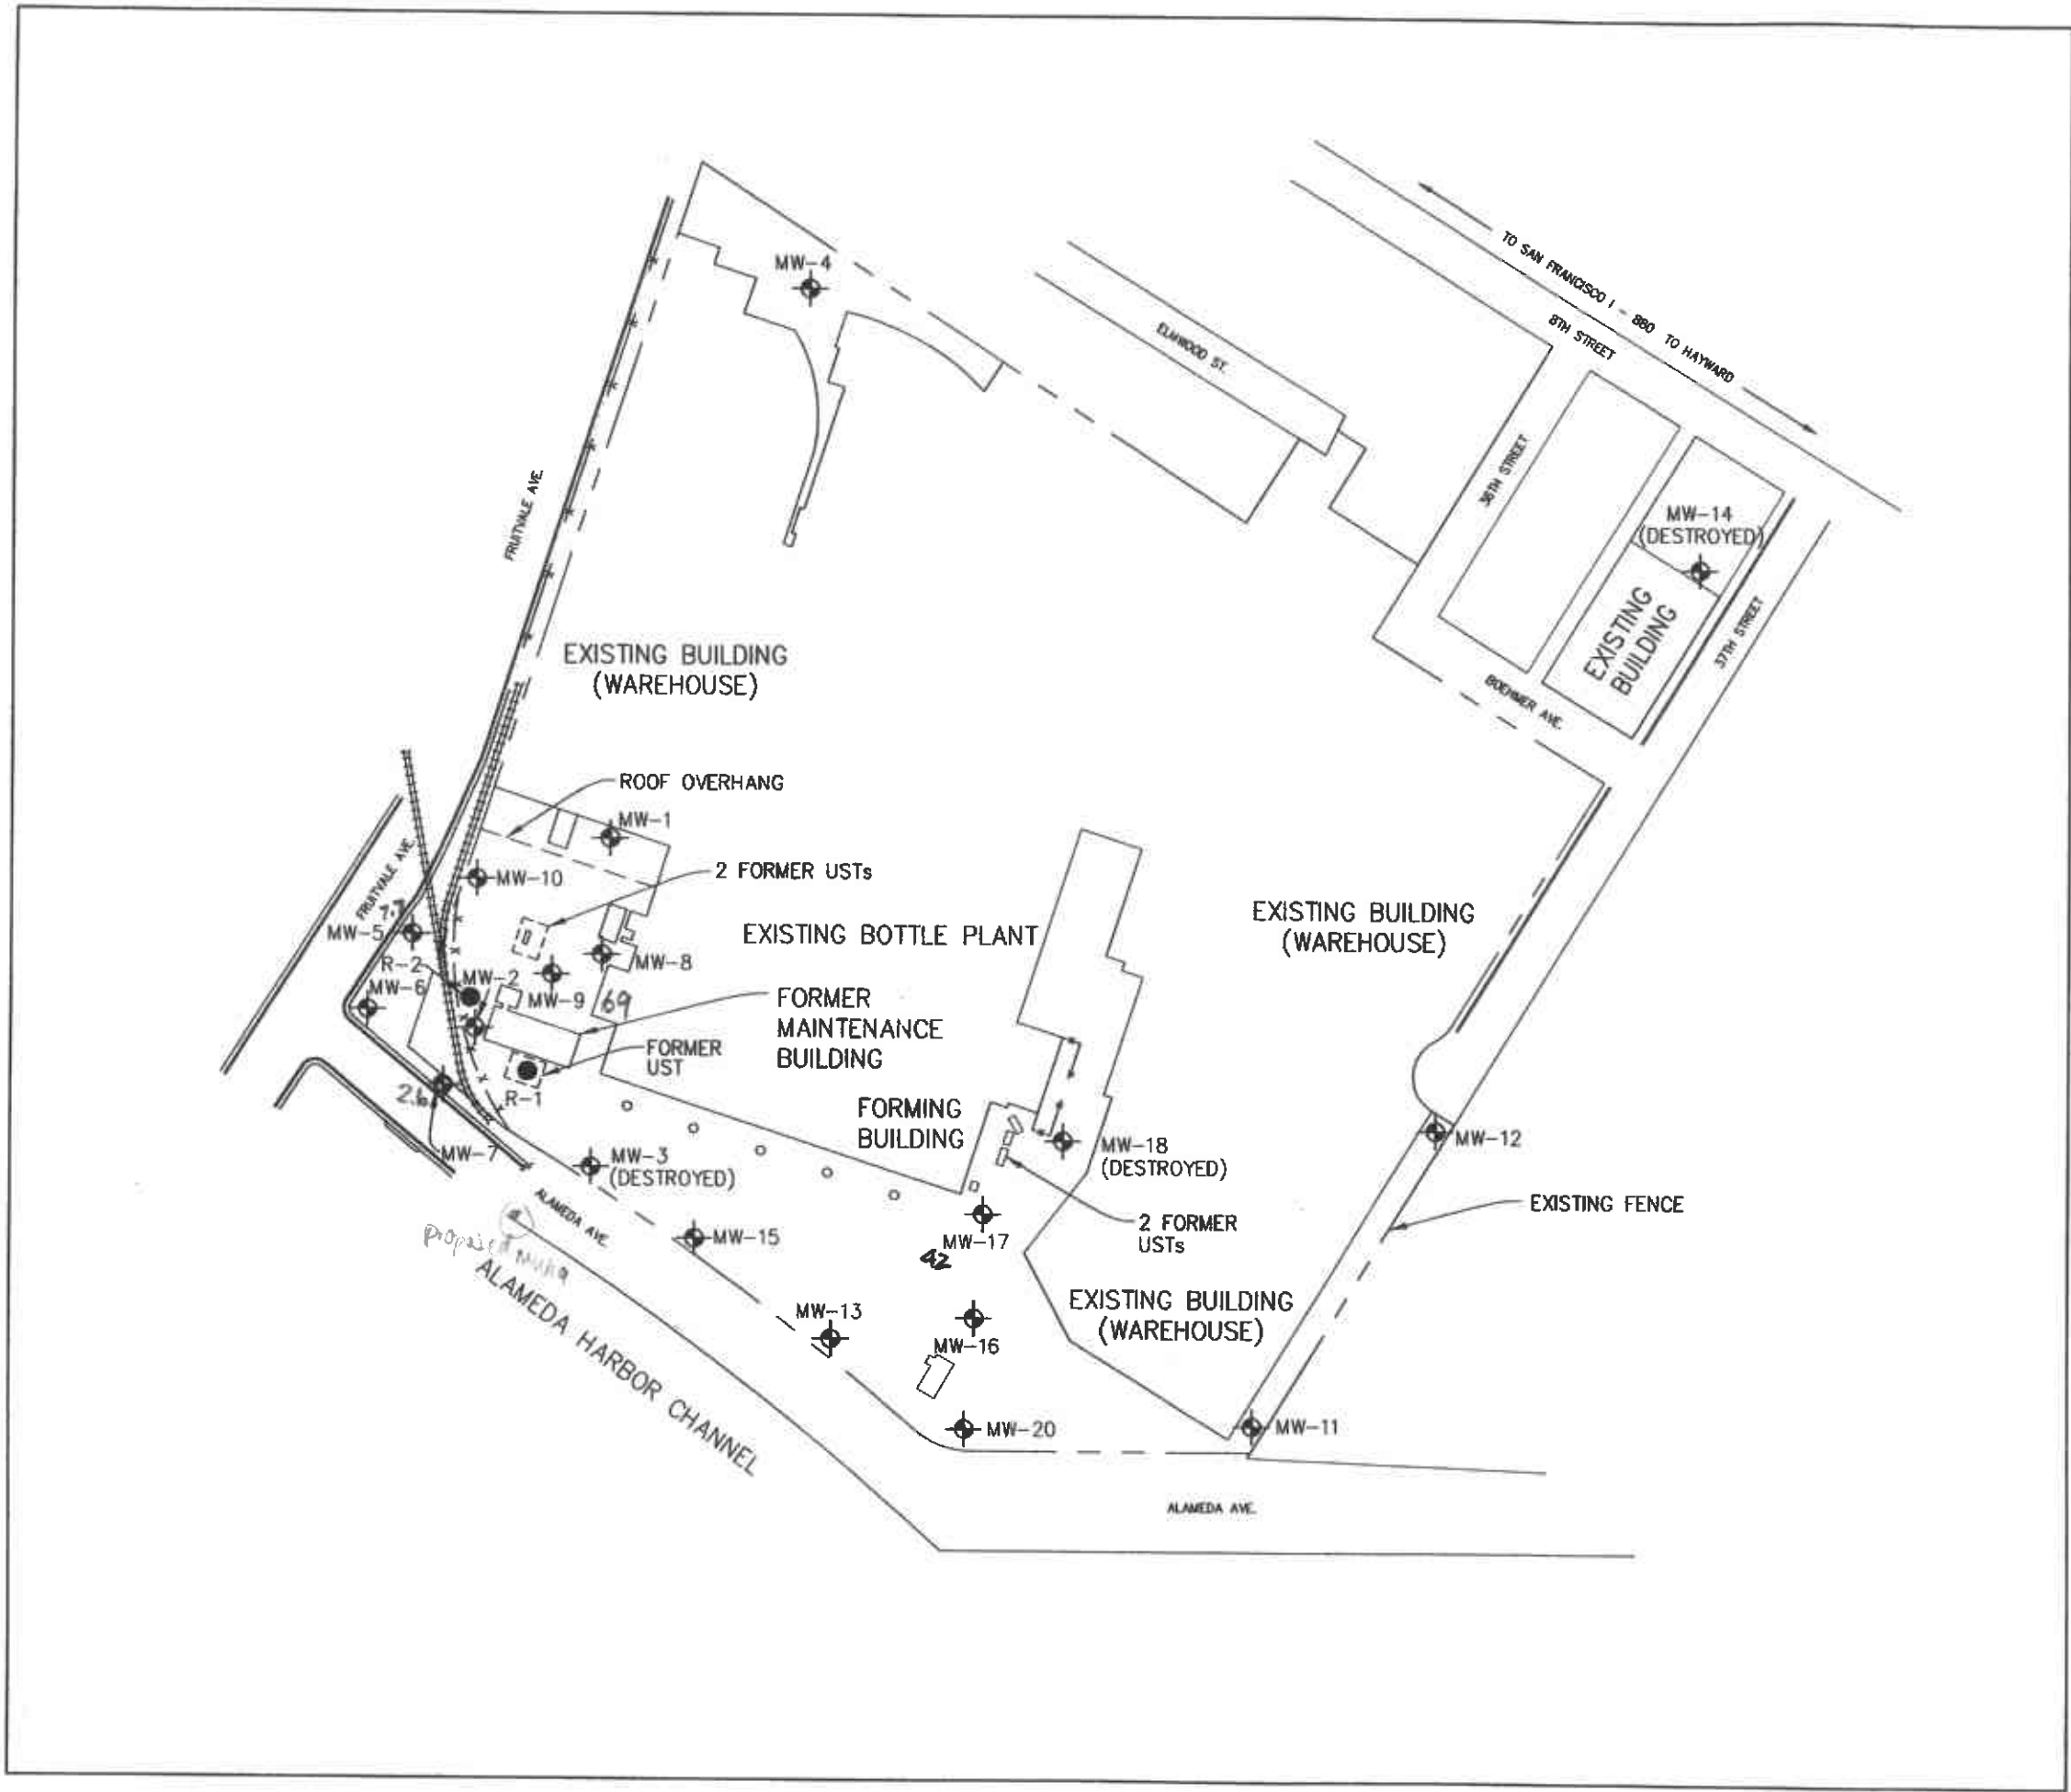 MW-4
TO SAN FRANCISCO I - 880 TO HAYWARD
8TH STREET
ELMWOOD ST.
36TH STREET
FRUITVALE AVE.
MW-14
(DESTROYED)
EXISTING
BUILDING
37TH STREET
EXISTING BUILDING
(WAREHOUSE)
BOEHMER AVE.
ROOF OVERHANG
MW-1
FRUITVALE AVE.
2 FORMER USTs
MW-10
7.7
MW-5
EXISTING BOTTLE PLANT
EXISTING BUILDING
(WAREHOUSE)
MW-8
R-2
MW-2
MW-6
MW-9
69
FORMER
MAINTENANCE
BUILDING
FORMER
UST
2.6
R-1
FORMING
BUILDING
MW-7
MW-3
(DESTROYED)
MW-18
(DESTROYED)
MW-12
EXISTING FENCE
ALAMEDA AVE.
2 FORMER
USTs
MW-15
MW-17
42
ALAMEDA HARBOR CHANNEL
MW-13
MW-16
EXISTING BUILDING
(WAREHOUSE)
MW-20
MW-11
ALAMEDA AVE.